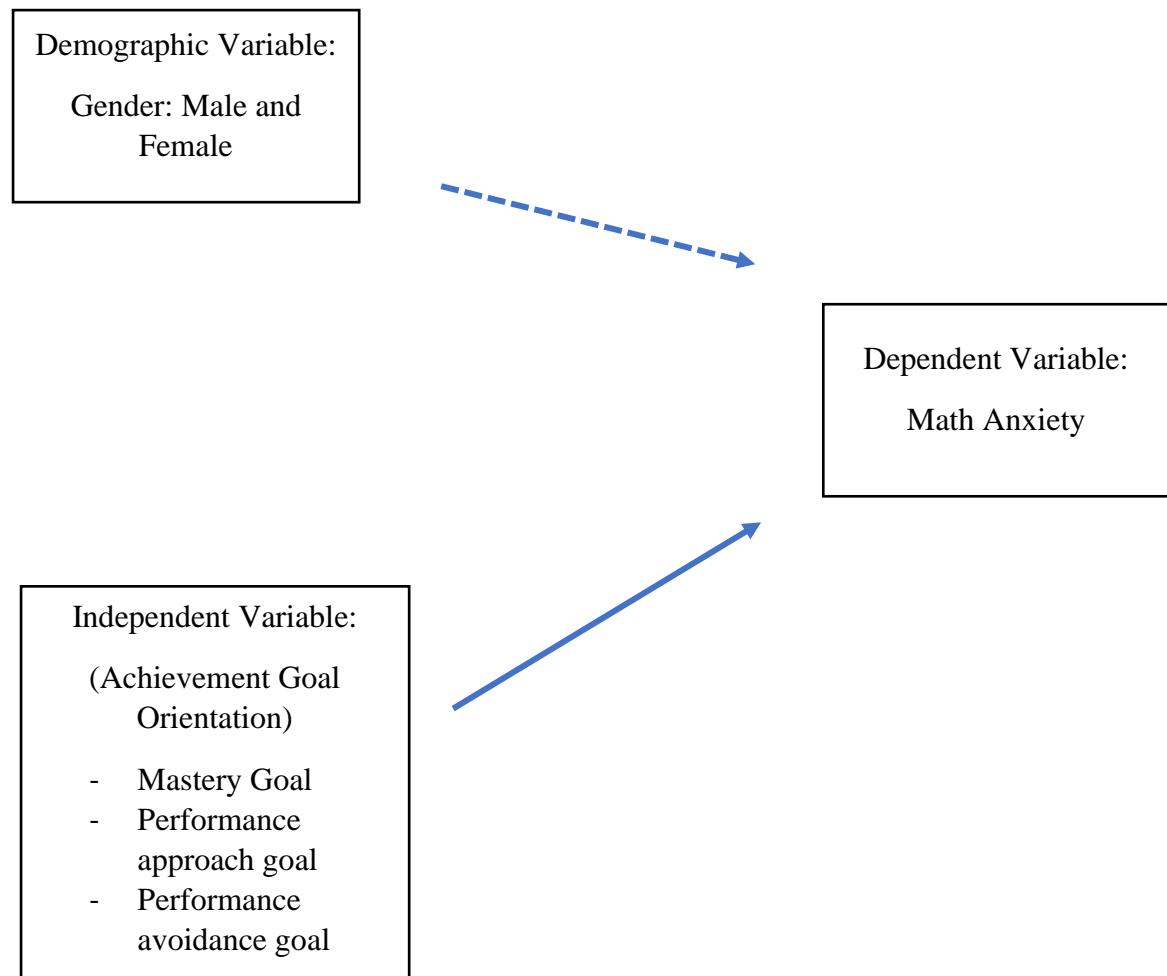 Demographic Variable:
Gender: Male and
Female
Dependent Variable:
Math Anxiety
Independent Variable:
(Achievement Goal
Orientation)
- Mastery Goal
- Performance
approach goal
- Performance
avoidance goal